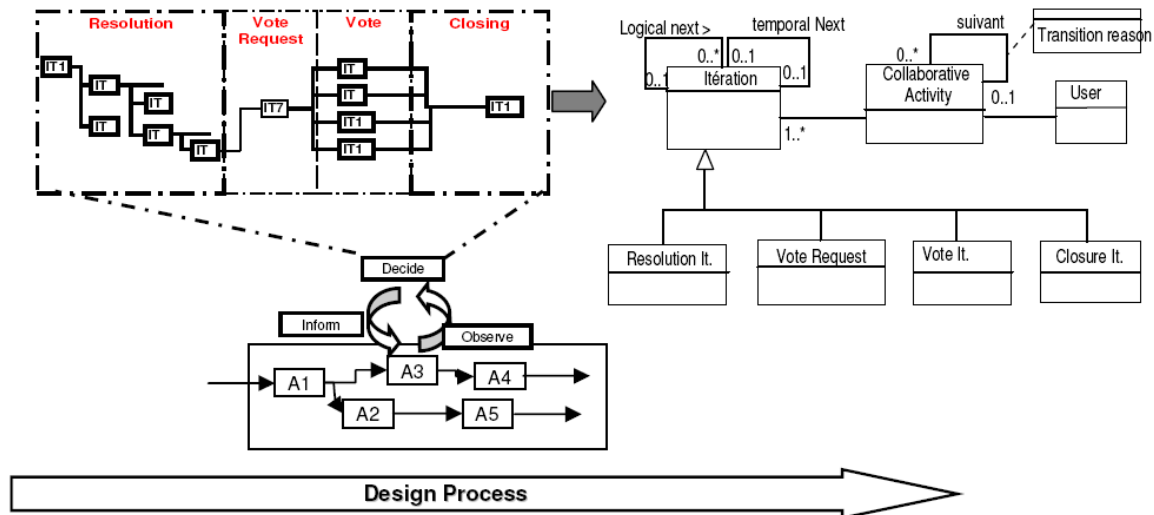 Resolution
Vote
Request
Vote
Closing
IT1
IT
IT
IT
IT
IT
IT7
IT
IT
IT1
IT1
IT1
Logical next >
temporal Next
0..*
0..1
0..1
0..1
Itération
1..*
suivant
0..*
Transition reason
Collaborative
Activity
0..1
User
Resolution It.
Vote Request
Vote It.
Closure It.
Decide
Inform
Observe
A1
A3
A4
A2
A5
Design Process